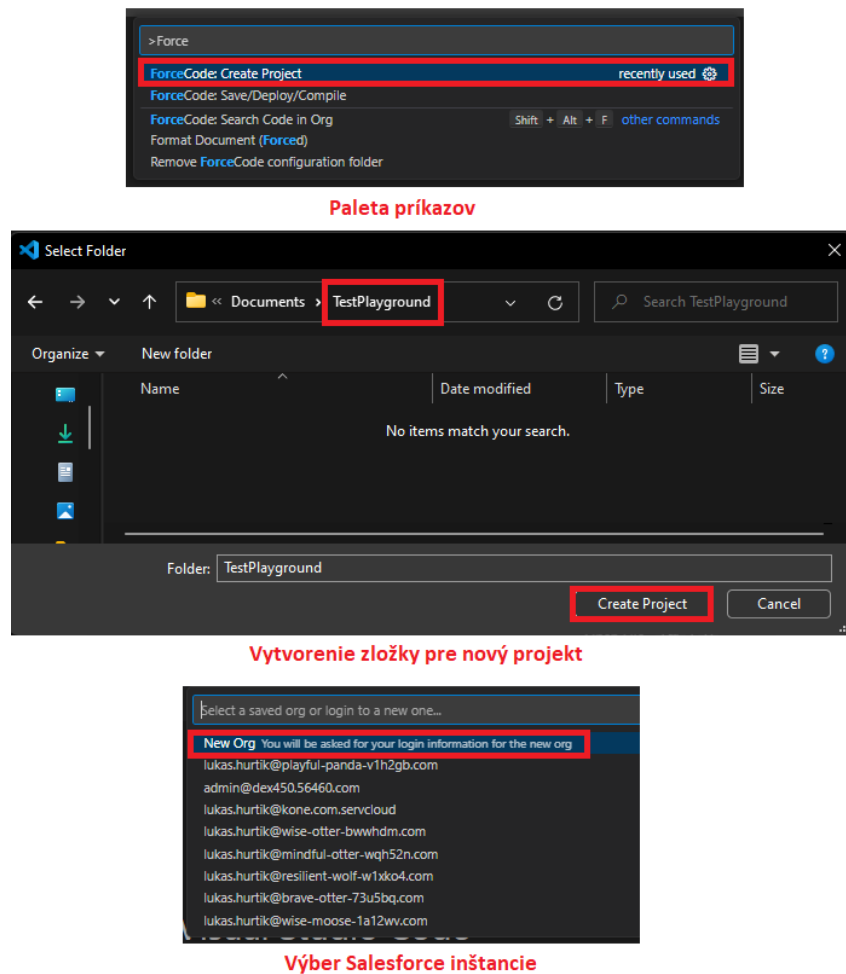 >Force
ForceCode: Create Project recently used
ForceCode: Save/Deploy/Compile
ForceCode: Search Code in Org Shift + Alt + F other commands
Format Document (Forced)
Remove ForceCode configuration folder
Paleta príkazov
Select Folder
« Documents › TestPlayground Search TestPlayground
Organize New folder
Name Date modified Type Size
No items match your search.
Folder: TestPlayground
Create Project Cancel
Vytvorenie zložky pre nový projekt
Select a saved org or login to a new one...
New Org You will be asked for your login information for the new org
lukas.hurtik@playful-panda-v1h2gb.com
admin@dex450.56460.com
lukas.hurtik@kone.com.servcloud
lukas.hurtik@wise-otter-bwwhdm.com
lukas.hurtik@mindful-otter-wqh52n.com
lukas.hurtik@resilient-wolf-w1xko4.com
lukas.hurtik@brave-otter-73u5bq.com
lukas.hurtik@wise-moose-1a12wv.com
Visual Studio Code
Výber Salesforce inštancie